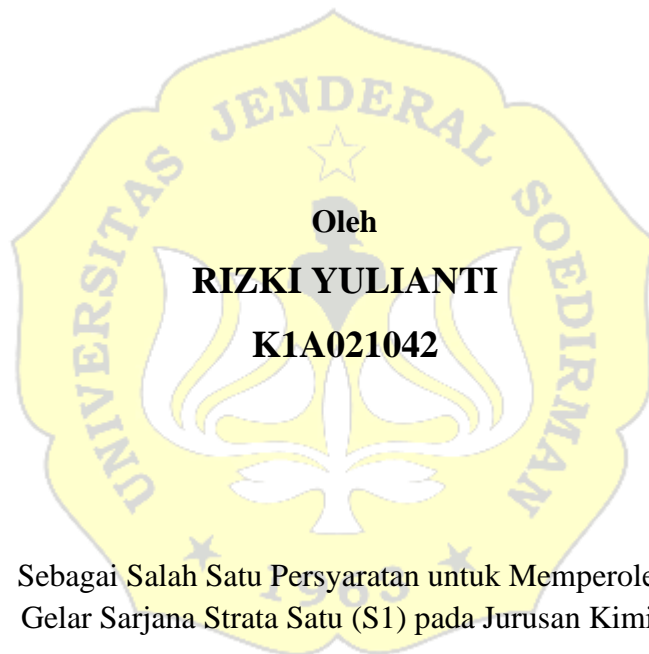 UNIVERSITAS JENDERAL SOEDIRMAN
Oleh
RIZKI YULIANTI
K1A021042
Sebagai Salah Satu Persyaratan untuk Memperole
Gelar Sarjana Strata Satu (S1) pada Jurusan Kimi
1963